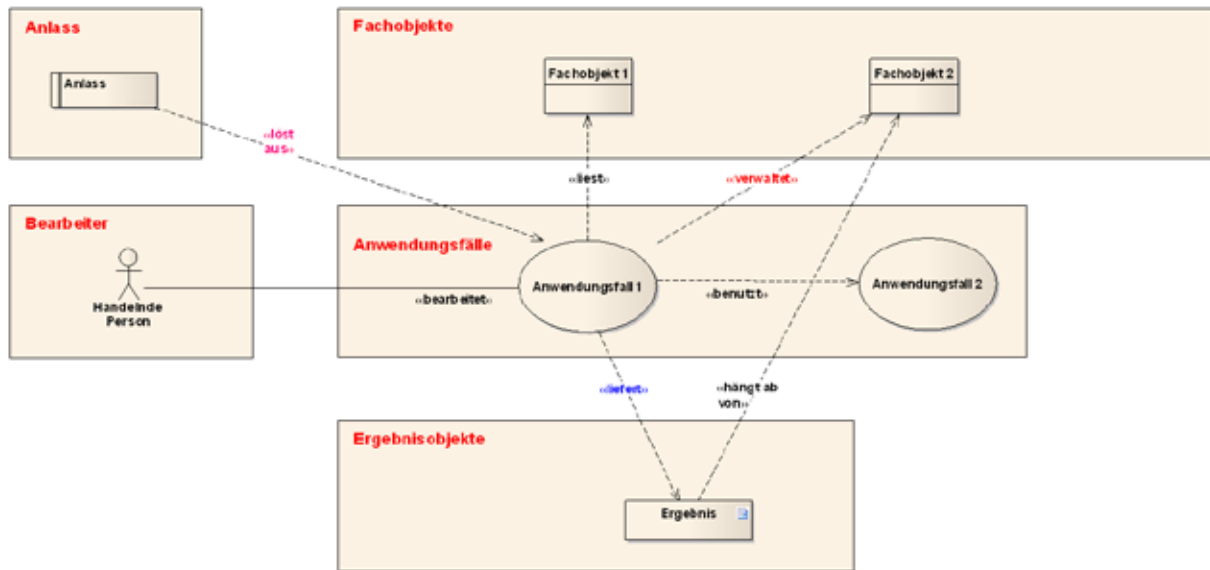 Anlass
Anlass
«löst
aus»
Fachobjekte
Fachobjekt 1
Fachobjekt 2
«liest»
«verwaltet»
Bearbeiter
Handelnde
Person
«bearbeitet»
Anwendungsfälle
Anwendungsfall 1
«benutzt»
Anwendungsfall 2
«liefert»
«hängt ab
von»
Ergebnisobjekte
Ergebnis